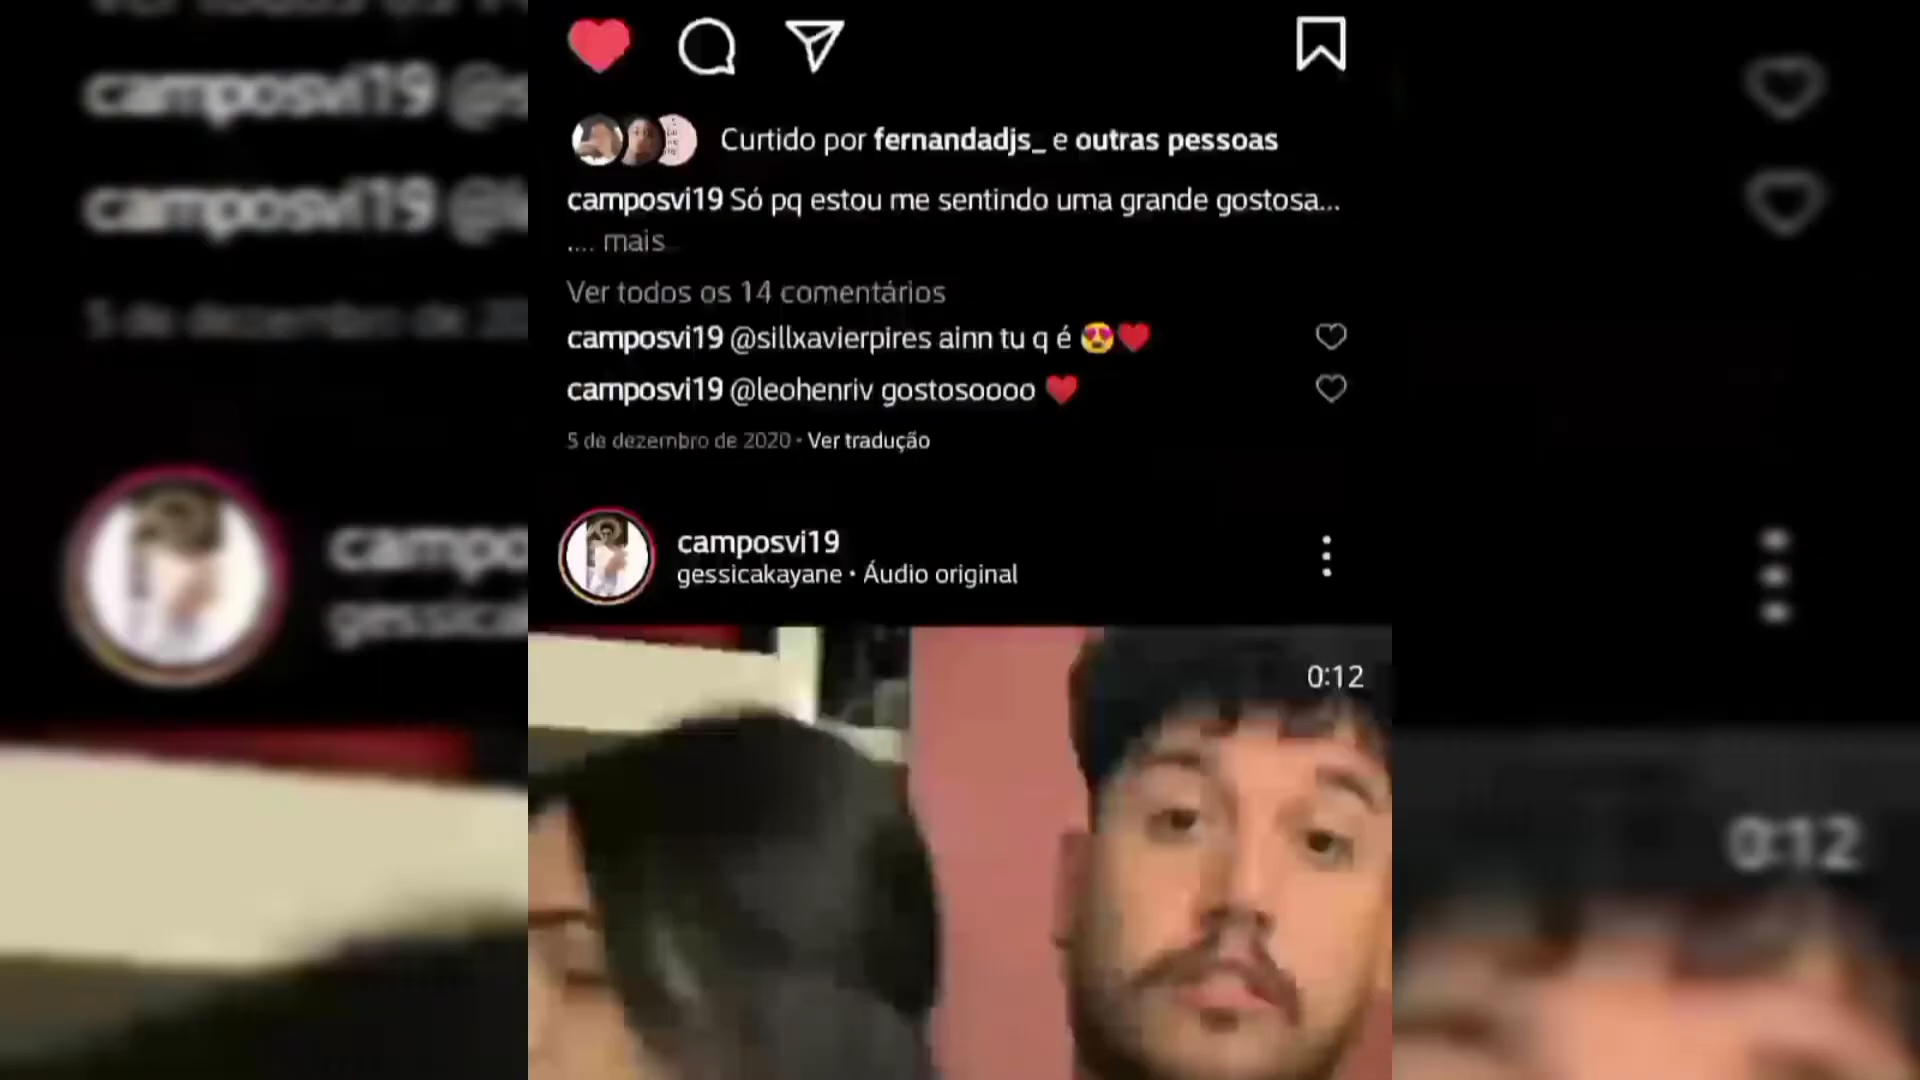 Curtido por fernandadjs_ e outras pessoas
camposvi19 Só pq estou me sentindo uma grande gostosa...
.... mais
Ver todos os 14 comentários
camposvi19 @sillxavierpires ainn tu q é 😍❤️
camposvi19 @leohenriv gostosoooo ❤️
5 de dezembro de 2020 • Ver tradução
camposvi19
gessicakayane • Áudio original
0:12